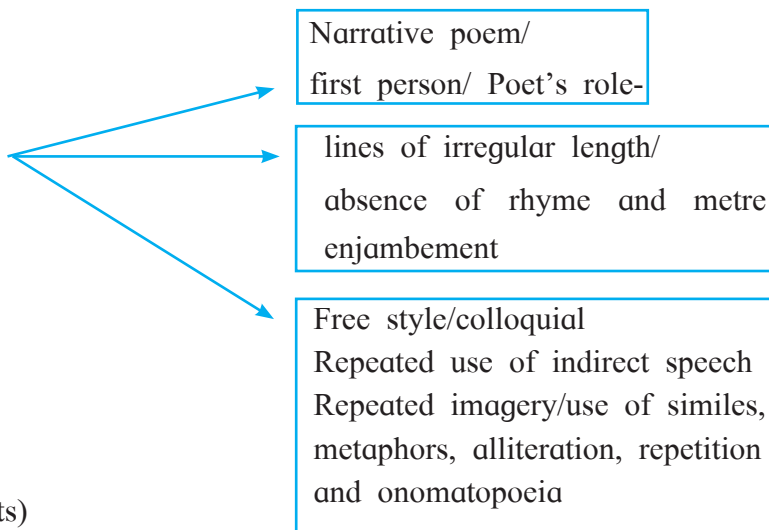 Narrative poem/
first person/ Poet's role-
lines of irregular length/
absence of rhyme and metre
enjambement
Free style/colloquial
Repeated use of indirect speech
Repeated imagery/use of similes,
metaphors, alliteration, repetition
and onomatopoeia
ts)